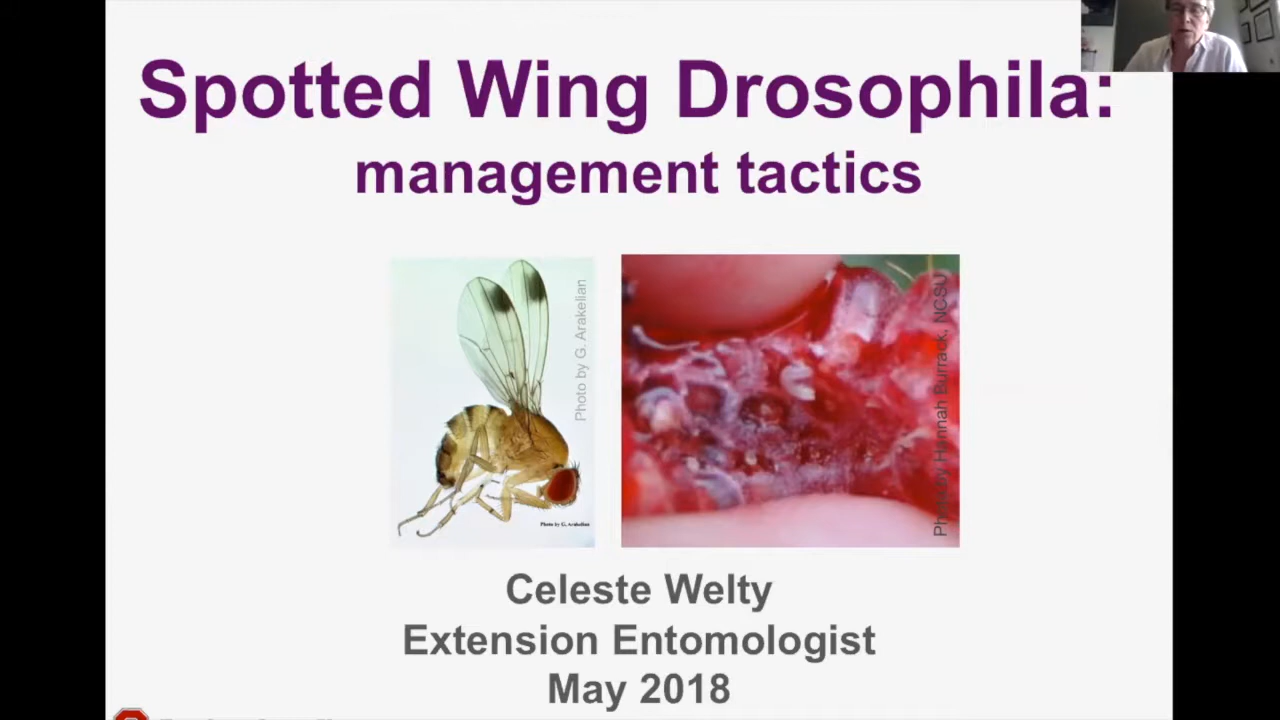 Spotted Wing Drosophila:
management tactics
Photo by G. Arakelian
Photo by G. Arakelian
Photo by Hannah Burrack, NCSU
Celeste Welty
Extension Entomologist
May 2018